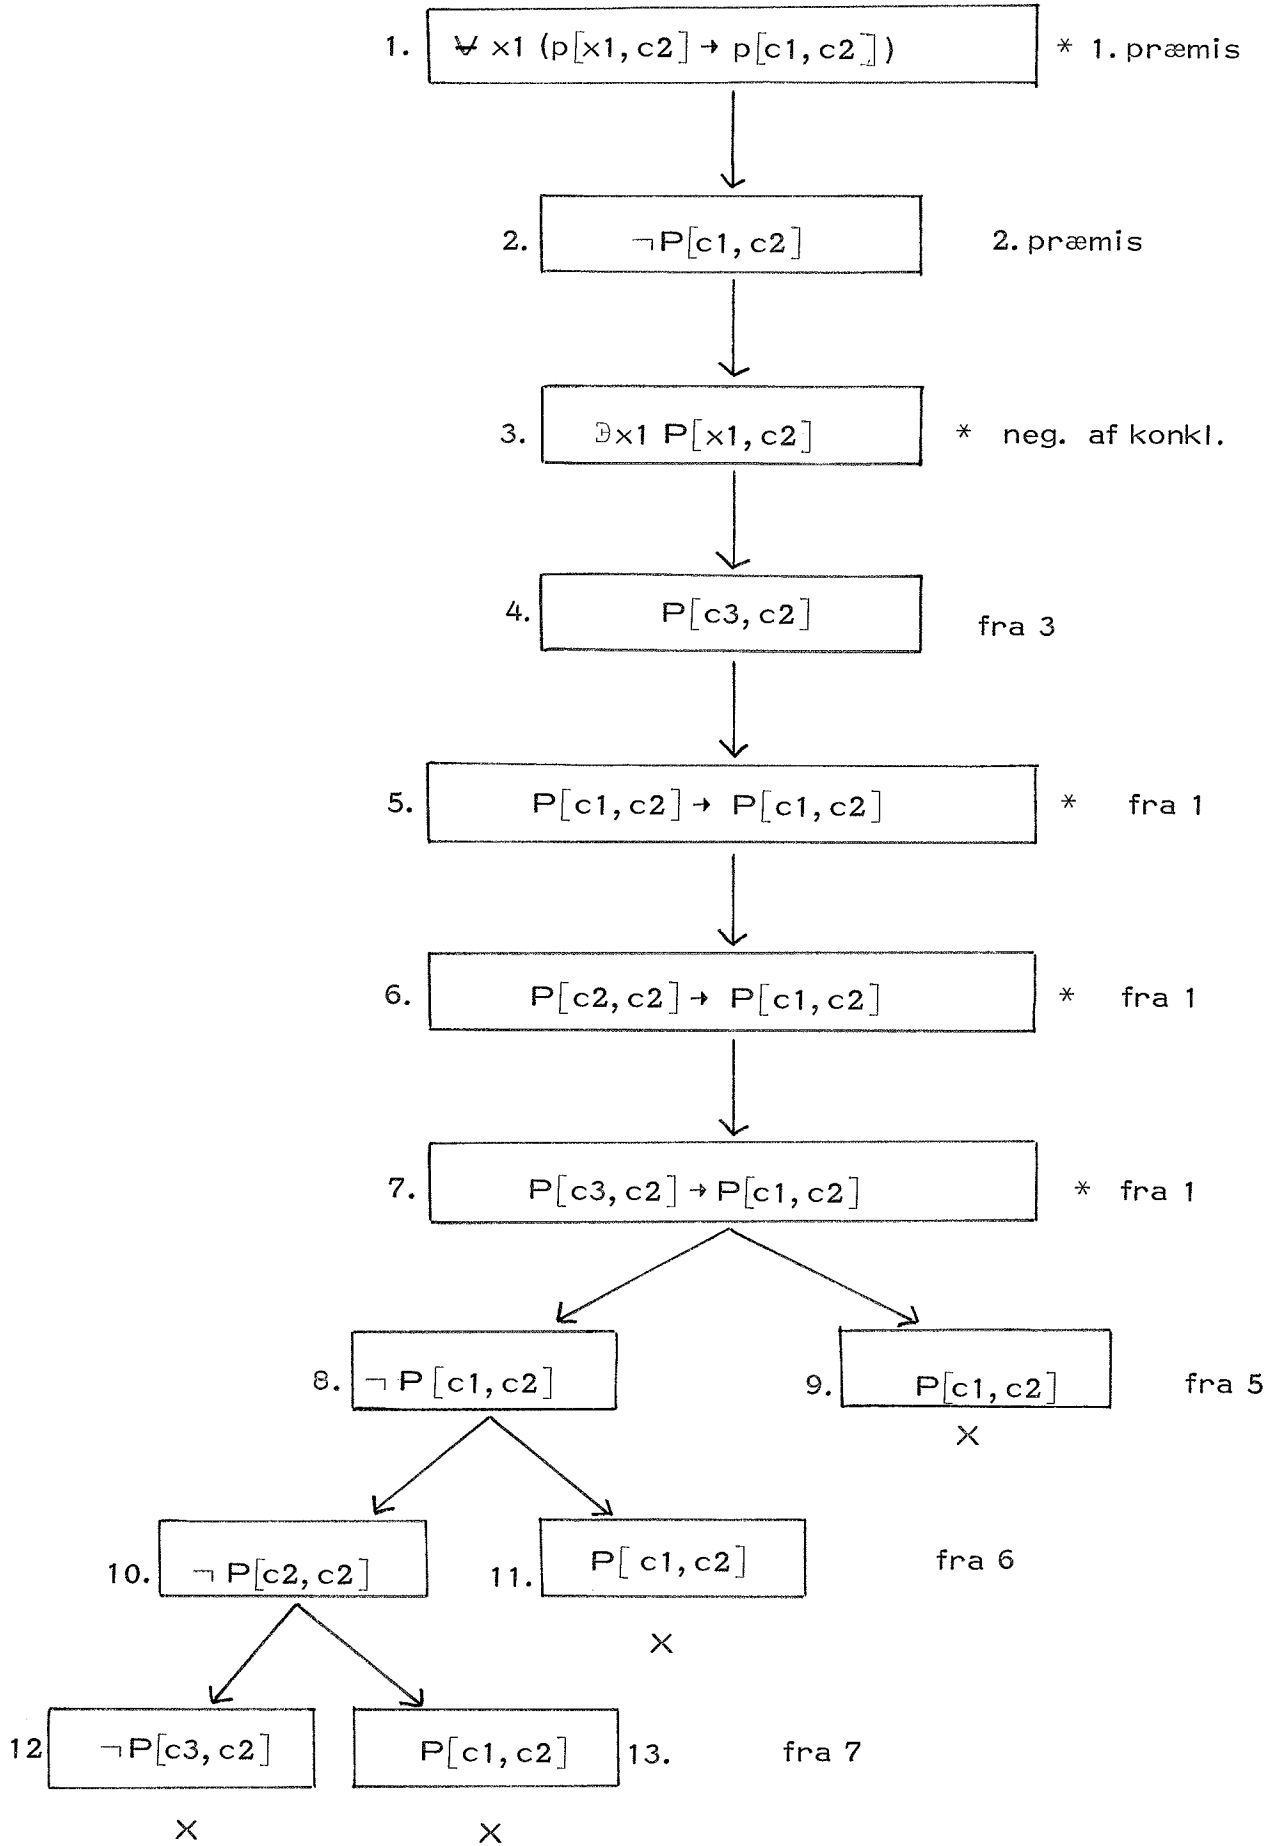 1. ∀ x1 (p[x1, c2] → p[c1, c2]) * 1. præmis
2. ¬P[c1, c2] 2. præmis
3. ∃x1 P[x1, c2] * neg. af konkl.
4. P[c3, c2] fra 3
5. P[c1, c2] → P[c1, c2] * fra 1
6. P[c2, c2] → P[c1, c2] * fra 1
7. P[c3, c2] → P[c1, c2] * fra 1
8. ¬ P[c1, c2] 9. P[c1, c2] fra 5
×
10. ¬ P[c2, c2] 11. P[ c1, c2] fra 6
×
12 ¬P[c3, c2] P[c1, c2] 13. fra 7
× ×